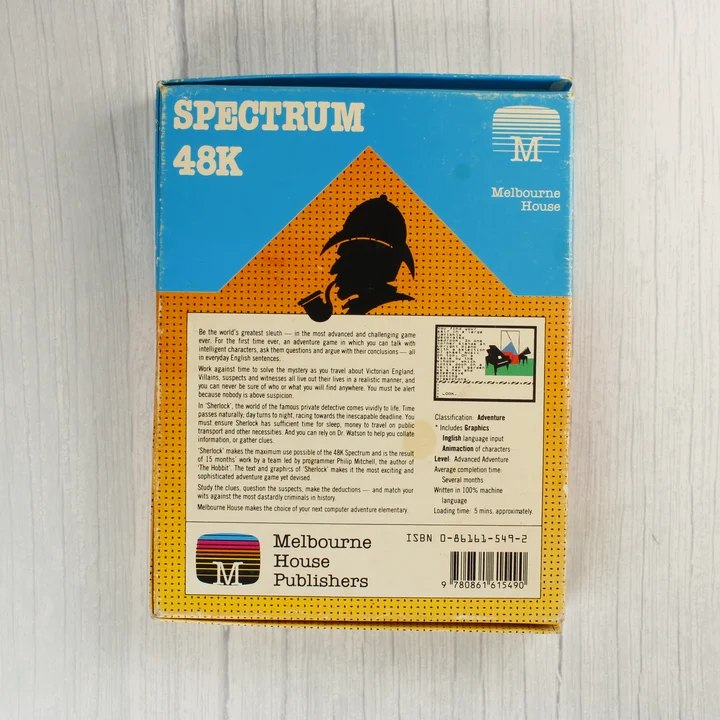 SPECTRUM
48K
M
Melbourne
House
Be the world's greatest sleuth — in the most advanced and challenging game
ever. For the first time ever, an adventure game in which you can talk with
intelligent characters, ask them questions and argue with their conclusions — all
in everyday English sentences.
Work against time to solve the mystery as you travel about Victorian England.
Villains, suspects and witnesses all live out their lives in a realistic manner, and
you can never be sure of who or what you will find anywhere. You must be alert
because nobody is above suspicion.
In 'Sherlock', the world of the famous private detective comes vividly to life. Time
passes naturally, day turns to night, racing towards the inescapable deadline. You
must ensure Sherlock has sufficient time for sleep, money to travel on public
transport and other necessities. And you can rely on Dr. Watson to help you collate
information, or gather clues.
'Sherlock' makes the maximum use possible of the 48K Spectrum and is the result
of 15 months' work by a team led by programmer Philip Mitchell, the author of
'The Hobbit'. The text and graphics of 'Sherlock' makes it the most exciting and
sophisticated adventure game yet devised.
Study the clues, question the suspects, make the deductions — and match your
wits against the most dastardly criminals in history.
Melbourne House makes the choice of your next computer adventure elementary.
LOOK.
Classification: Adventure
* Includes Graphics
Inglish language input
Animaction of characters
Level: Advanced Adventure
Average completion time:
Several months
Written in 100% machine
language
Loading time: 5 mins. approximately
M
Melbourne
House
Publishers
ISBN 0-86161-549-2
9 780861 615490